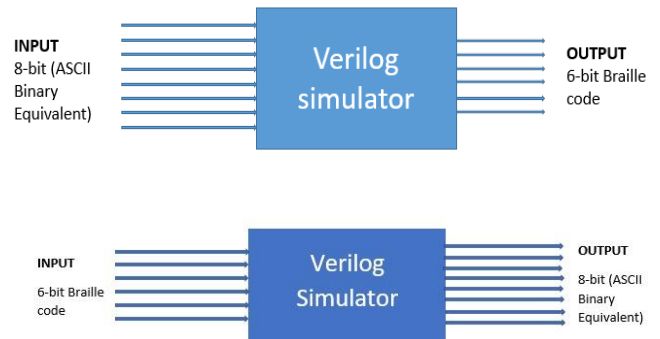 INPUT
8-bit (ASCII
Binary
Equivalent)
Verilog
simulator
OUTPUT
6-bit Braille
code
INPUT
6-bit Braille
code
Verilog
Simulator
OUTPUT
8-bit (ASCII
Binary
Equivalent)